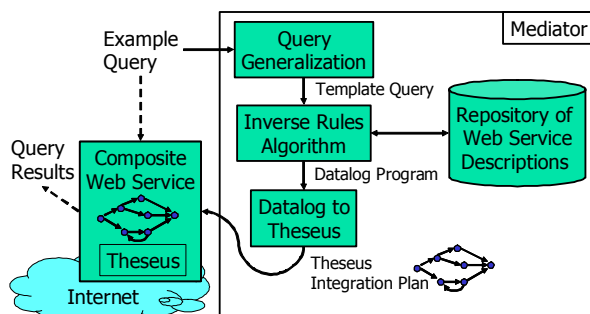 Example
Query
Query
Generalization
Mediator
Template Query
Inverse Rules
Algorithm
Repository of
Web Service
Descriptions
Query
Results
Composite
Web Service
Datalog Program
Datalog to
Theseus
Theseus
Theseus
Integration Plan
Internet